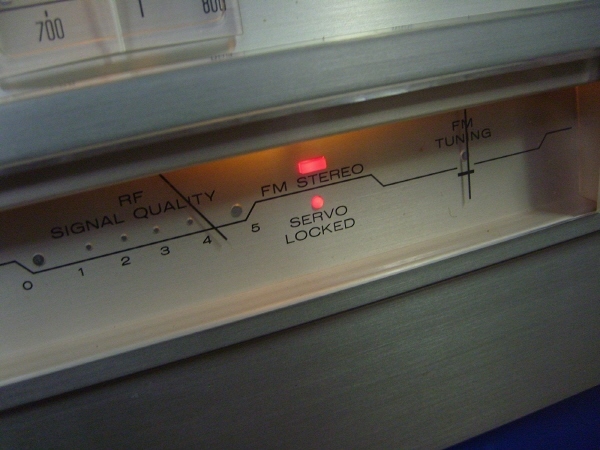 700
800
FM
TUNING
RF
SIGNAL QUALITY
FM STEREO
SERVO
LOCKED
0 1 2 3 4 5